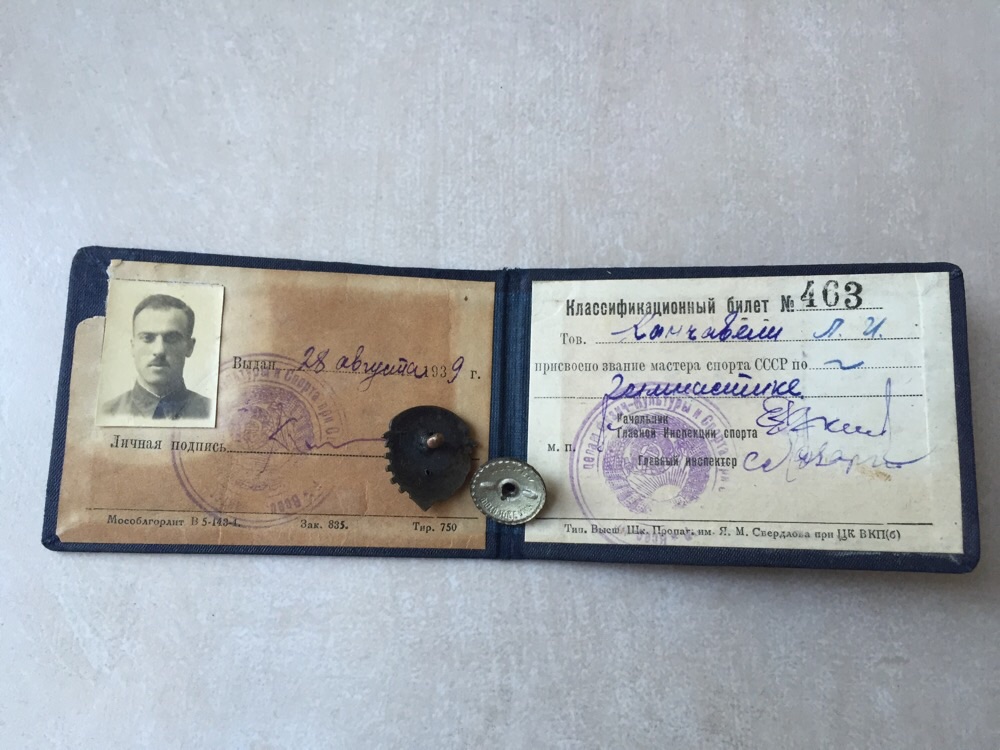 Выдан 28 августа 1939 г.
Личная подпись
Мособлгорлит В 5-143-1. Зак. 835. Тир. 750
Классификационный билет № 463
Тов. Канчавели Л. И.
присвоено звание мастера спорта СССР по
гимнастике
Начальник
Главной Инспекции спорта
м. п.
Главный инспектор
Тип. Высш. Шк. Пропаг. им. Я. М. Свердлова при ЦК ВКП(б)